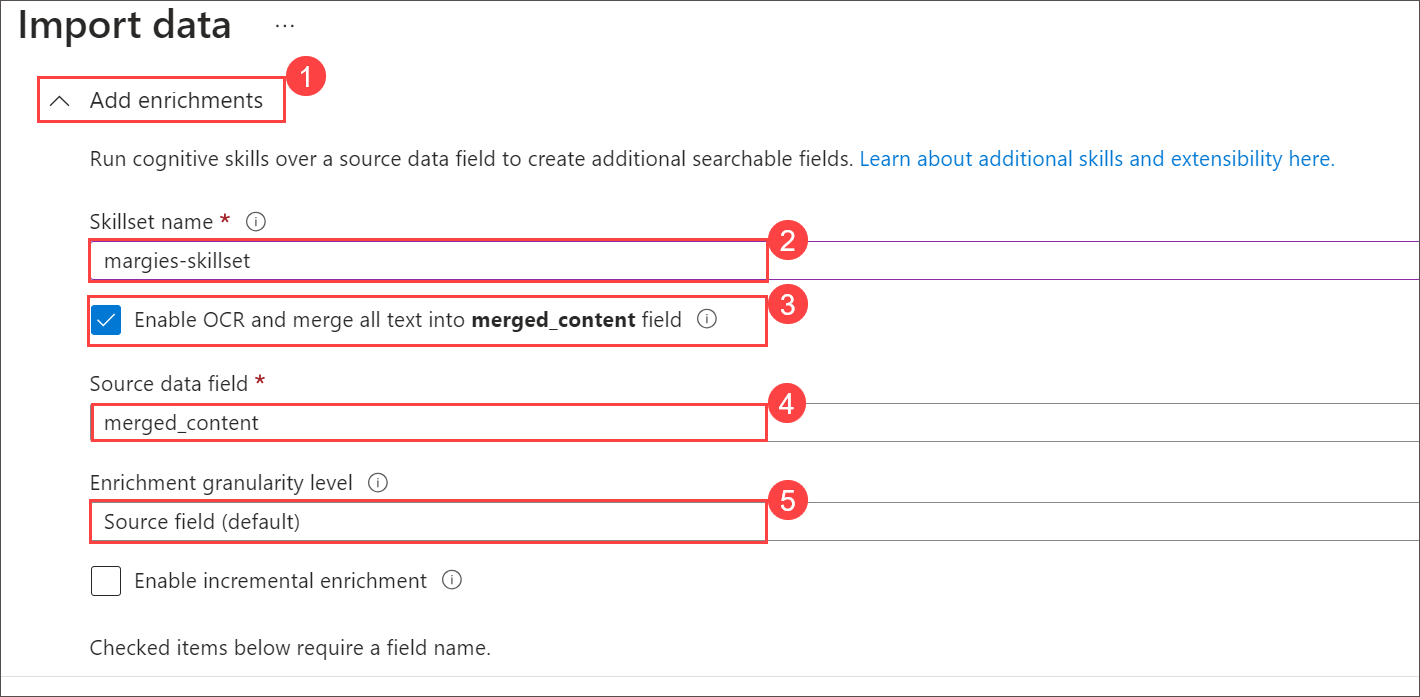 Import data ...
1
Add enrichments
Run cognitive skills over a source data field to create additional searchable fields. Learn about additional skills and extensibility here.
Skillset name *
2
margies-skillset
3
Enable OCR and merge all text into merged_content field
Source data field *
4
merged_content
Enrichment granularity level
5
Source field (default)
Enable incremental enrichment
Checked items below require a field name.